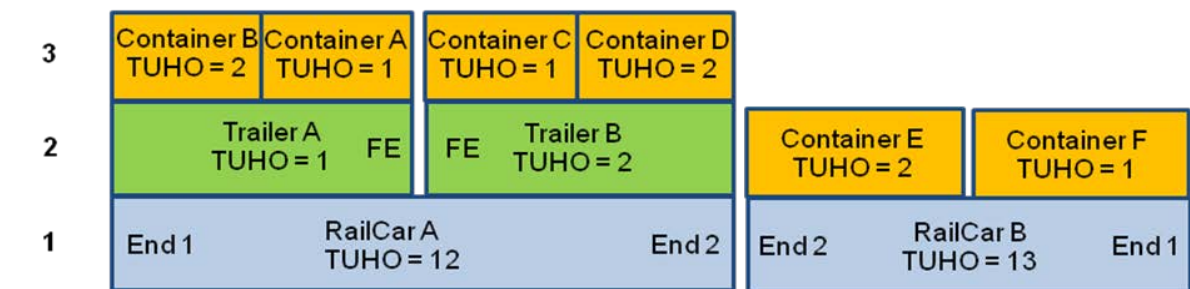 3
Container B
TUHO = 2
Container A
TUHO = 1
Container C
TUHO = 1
Container D
TUHO = 2
2
Trailer A
TUHO = 1
FE
FE
Trailer B
TUHO = 2
Container E
TUHO = 2
Container F
TUHO = 1
1
End 1
RailCar A
TUHO = 12
End 2
End 2
RailCar B
TUHO = 13
End 1